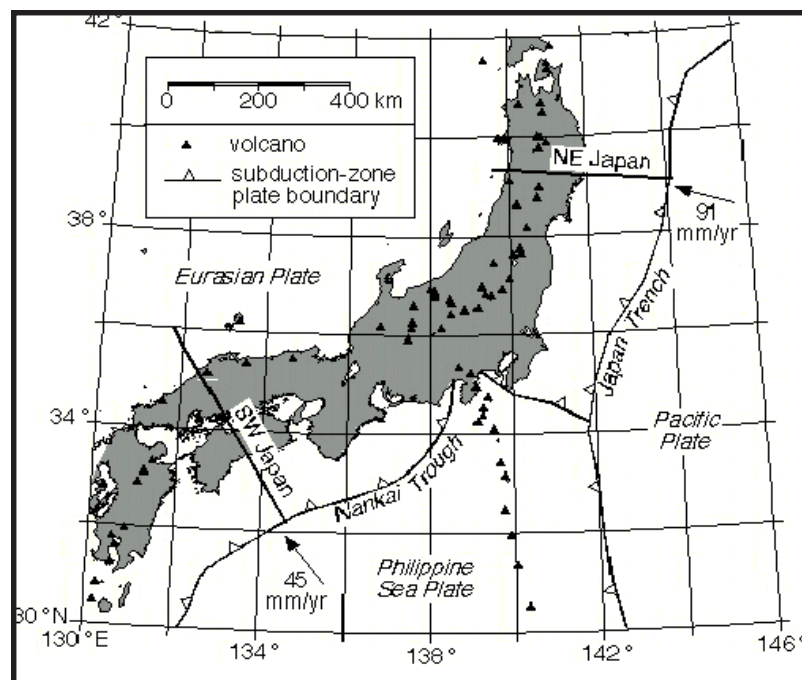 42°
0 200 400 km
volcano
subduction-zone
plate boundary
NE Japan
91
mm/yr
38°
Eurasian Plate
Japan Trench
SW Japan
34°
Pacific
Plate
Nankai Trough
45
mm/yr
Philippine
Sea Plate
30°N
130°E
134°
138°
142°
146°